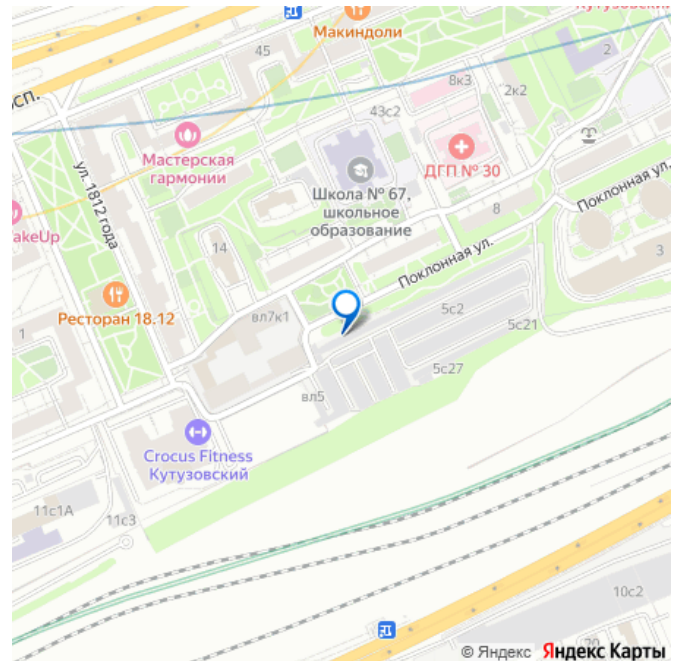 Кутузовский
Макиндоли
45
2
8к3
2к2
43с2
осп.
Мастерская
гармонии
ДГП № 30
ул. 1812 года
Школа № 67,
школьное
образование
Поклонная ул.
akeUp
14
8
Поклонная ул.
3
Ресторан 18.12
вл7к1
5с2
1
5с21
5с27
вл5
Crocus Fitness
Кутузовский
11с1А
11с3
10с2
© Яндекс Яндекс Карты